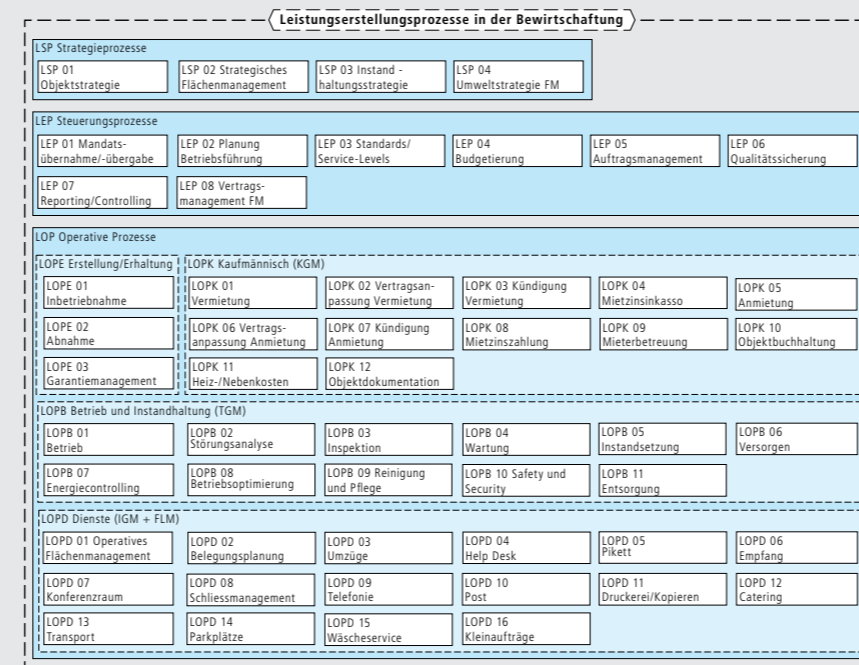 Leistungserstellungsprozesse in der Bewirtschaftung
LSP Strategieprozesse
LSP 01
Objektstrategie
LSP 02 Strategisches
Flächenmanagement
LSP 03 Instand -
haltungsstrategie
LSP 04
Umweltstrategie FM
LEP Steuerungsprozesse
LEP 01 Mandats-
übernahme/-übergabe
LEP 02 Planung
Betriebsführung
LEP 03 Standards/
Service-Levels
LEP 04
Budgetierung
LEP 05
Auftragsmanagement
LEP 06
Qualitätssicherung
LEP 07
Reporting/Controlling
LEP 08 Vertrags-
management FM
LOP Operative Prozesse
LOPE Erstellung/Erhaltung
LOPE 01
Inbetriebnahme
LOPE 02
Abnahme
LOPE 03
Garantiemanagement
LOPK Kaufmännisch (KGM)
LOPK 01
Vermietung
LOPK 02 Vertragsan-
passung Vermietung
LOPK 03 Kündigung
Vermietung
LOPK 04
Mietzinsinkasso
LOPK 05
Anmietung
LOPK 06 Vertrags-
anpassung Anmietung
LOPK 07 Kündigung
Anmietung
LOPK 08
Mietzinszahlung
LOPK 09
Mieterbetreuung
LOPK 10
Objektbuchhaltung
LOPK 11
Heiz-/Nebenkosten
LOPK 12
Objektdokumentation
LOPB Betrieb und Instandhaltung (TGM)
LOPB 01
Betrieb
LOPB 02
Störungsanalyse
LOPB 03
Inspektion
LOPB 04
Wartung
LOPB 05
Instandsetzung
LOPB 06
Versorgen
LOPB 07
Energiecontrolling
LOPB 08
Betriebsoptimierung
LOPB 09 Reinigung
und Pflege
LOPB 10 Safety und
Security
LOPB 11
Entsorgung
LOPD Dienste (IGM + FLM)
LOPD 01 Operatives
Flächenmanagement
LOPD 02
Belegungsplanung
LOPD 03
Umzüge
LOPD 04
Help Desk
LOPD 05
Pikett
LOPD 06
Empfang
LOPD 07
Konferenzraum
LOPD 08
Schliessmanagement
LOPD 09
Telefonie
LOPD 10
Post
LOPD 11
Druckerei/Kopieren
LOPD 12
Catering
LOPD 13
Transport
LOPD 14
Parkplätze
LOPD 15
Wäscheservice
LOPD 16
Kleinaufträge